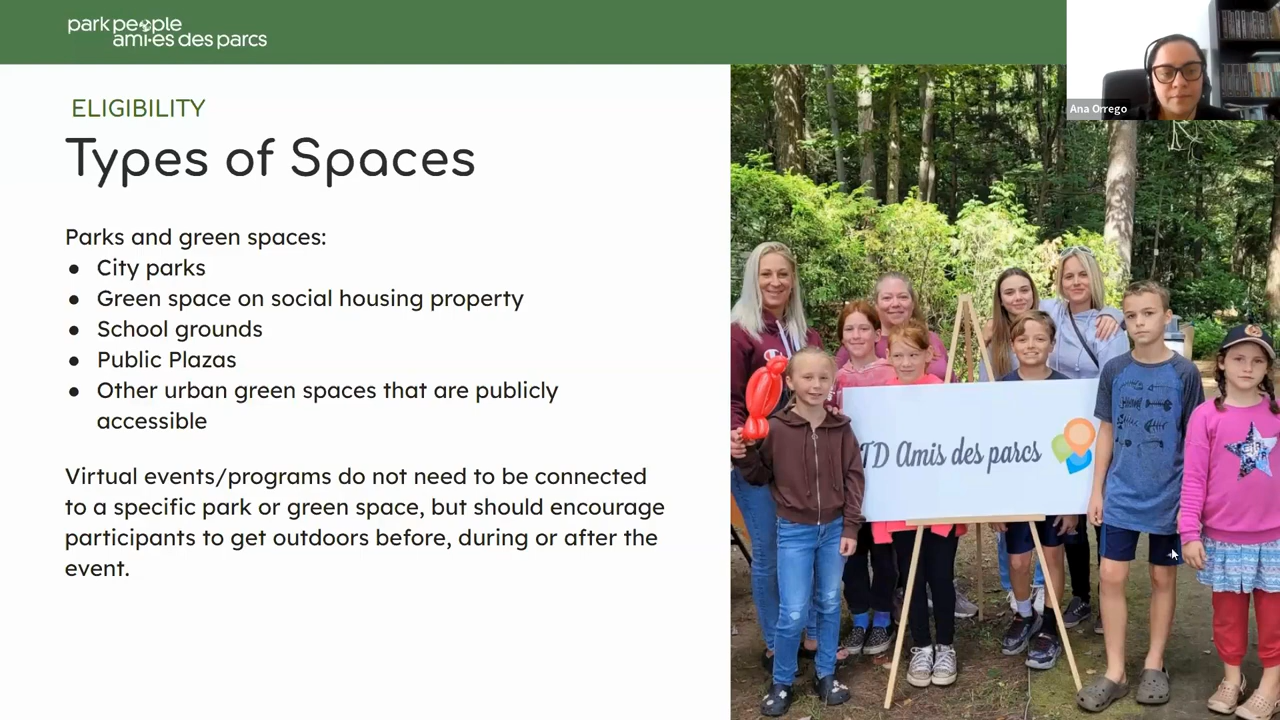 park people
ami·es des parcs
Ana Orrego
ELIGIBILITY
Types of Spaces
Parks and green spaces:
● City parks
● Green space on social housing property
● School grounds
● Public Plazas
● Other urban green spaces that are publicly
accessible
Virtual events/programs do not need to be connected
to a specific park or green space, but should encourage
participants to get outdoors before, during or after the
event.
TD Amis des parcs